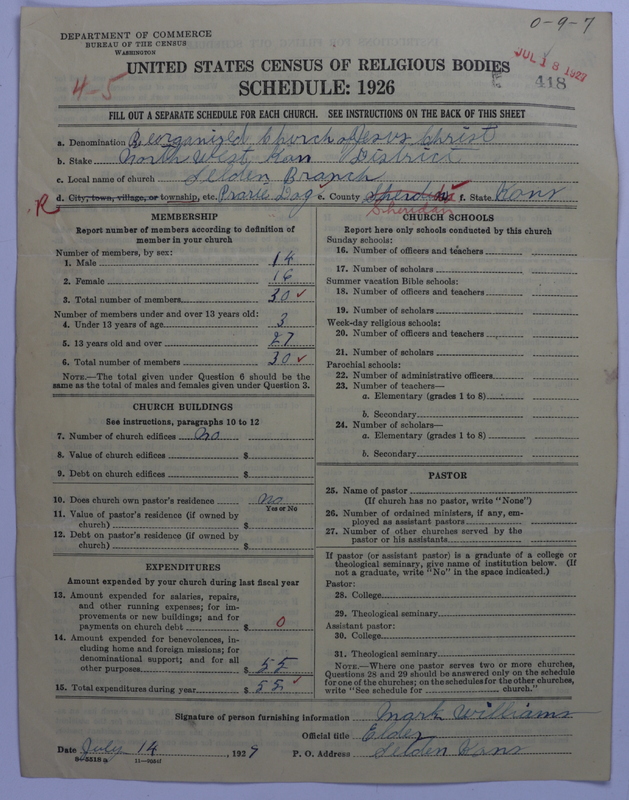 0-9-7
DEPARTMENT OF COMMERCE
BUREAU OF THE CENSUS
WASHINGTON
JUL 18 1927
418
4-5
UNITED STATES CENSUS OF RELIGIOUS BODIES
SCHEDULE: 1926
FILL OUT A SEPARATE SCHEDULE FOR EACH CHURCH. SEE INSTRUCTIONS ON THE BACK OF THIS SHEET
a. Denomination Reorganized Church of Jesus Christ
b. Stake North West Kan District
c. Local name of church Selden Branch
d. City, town, village, or township, etc. Prarie Dog e. County f. State Kans
R Sheridan
MEMBERSHIP
Report number of members according to definition of
member in your church
Number of members, by sex:
1. Male 14
2. Female 16
3. Total number of members 30 ✓
Number of members under and over 13 years old:
4. Under 13 years of age 3
5. 13 years old and over 27
6. Total number of members 30 ✓
NOTE.—The total given under Question 6 should be the
same as the total of males and females given under Question 3.
CHURCH BUILDINGS
See instructions, paragraphs 10 to 12
7. Number of church edifices no
8. Value of church edifices $
9. Debt on church edifices $
10. Does church own pastor's residence no
Yes or No
11. Value of pastor's residence (if owned by
church) $
12. Debt on pastor's residence (if owned by
church) $
EXPENDITURES
Amount expended by your church during last fiscal year
13. Amount expended for salaries, repairs,
and other running expenses; for im-
provements or new buildings; and for
payments on church debt $ 0
14. Amount expended for benevolences, in-
cluding home and foreign missions; for
denominational support; and for all
other purposes $ 55
15. Total expenditures during year $ 55 ✓
CHURCH SCHOOLS
Report here only schools conducted by this church
Sunday schools:
16. Number of officers and teachers
17. Number of scholars
Summer vacation Bible schools:
18. Number of officers and teachers
19. Number of scholars
Week-day religious schools:
20. Number of officers and teachers
21. Number of scholars
Parochial schools:
22. Number of administrative officers
23. Number of teachers—
a. Elementary (grades 1 to 8)
b. Secondary
24. Number of scholars—
a. Elementary (grades 1 to 8)
b. Secondary
PASTOR
25. Name of pastor
(If church has no pastor, write "None")
26. Number of ordained ministers, if any, em-
ployed as assistant pastors
27. Number of other churches served by the
pastor or his assistants
If pastor (or assistant pastor) is a graduate of a college or
theological seminary, give name of institution below. (If
not a graduate, write "No" in the space indicated.)
Pastor:
28. College
29. Theological seminary
Assistant pastor:
30. College
31. Theological seminary
NOTE.—Where one pastor serves two or more churches,
Questions 28 and 29 should be answered only on the schedule
for one of the churches; on the schedules for the other churches,
write "See schedule for church."
Signature of person furnishing information Mark Williams
Official title Elder
Date July 14, 1929 P. O. Address Selden Kans